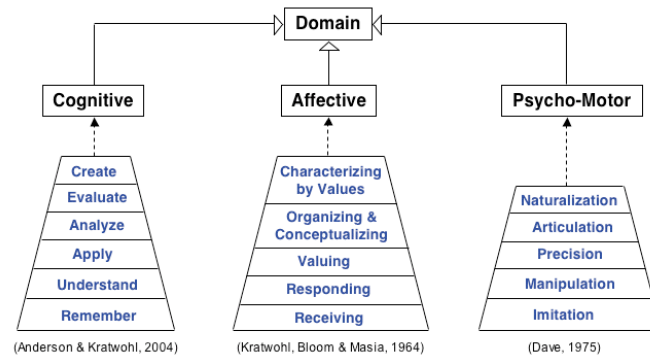 Domain
Cognitive
Affective
Psycho-Motor
Create
Evaluate
Analyze
Apply
Understand
Remember
(Anderson & Kratwohl, 2004)
Characterizing
by Values
Organizing &
Conceptualizing
Valuing
Responding
Receiving
(Kratwohl, Bloom & Masia, 1964)
Naturalization
Articulation
Precision
Manipulation
Imitation
(Dave, 1975)